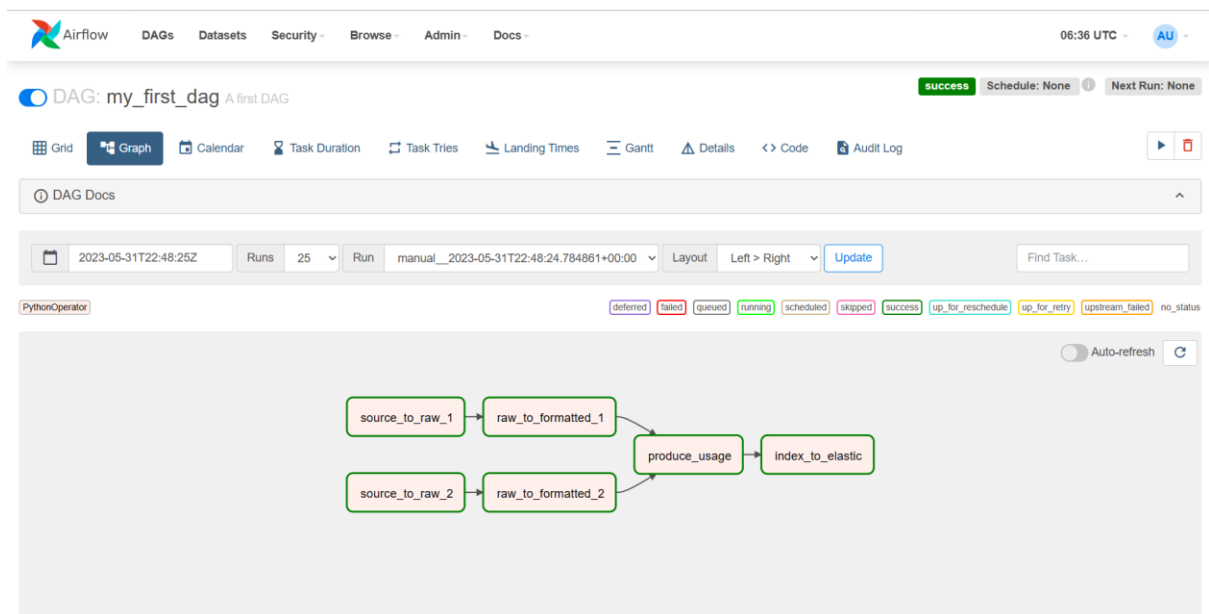 Airflow DAGs Datasets Security Browse Admin Docs 06:36 UTC AU
DAG: my_first_dag A first DAG success Schedule: None Next Run: None
Grid Graph Calendar Task Duration Task Tries Landing Times Gantt Details <> Code Audit Log
DAG Docs
2023-05-31T22:48:25Z Runs 25 Run manual__2023-05-31T22:48:24.784861+00:00 Layout Left > Right Update Find Task...
PythonOperator deferred failed queued running scheduled skipped success up_for_reschedule up_for_retry upstream_failed no_status
Auto-refresh
source_to_raw_1 raw_to_formatted_1
produce_usage index_to_elastic
source_to_raw_2 raw_to_formatted_2